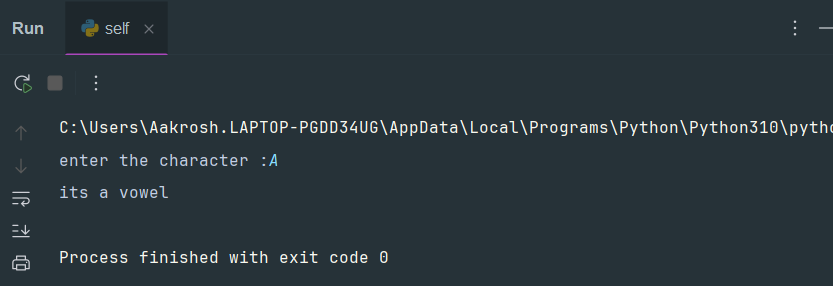 Run self
C:\Users\Aakrosh.LAPTOP-PGDD34UG\AppData\Local\Programs\Python\Python310\pytho
enter the character :A
its a vowel
Process finished with exit code 0